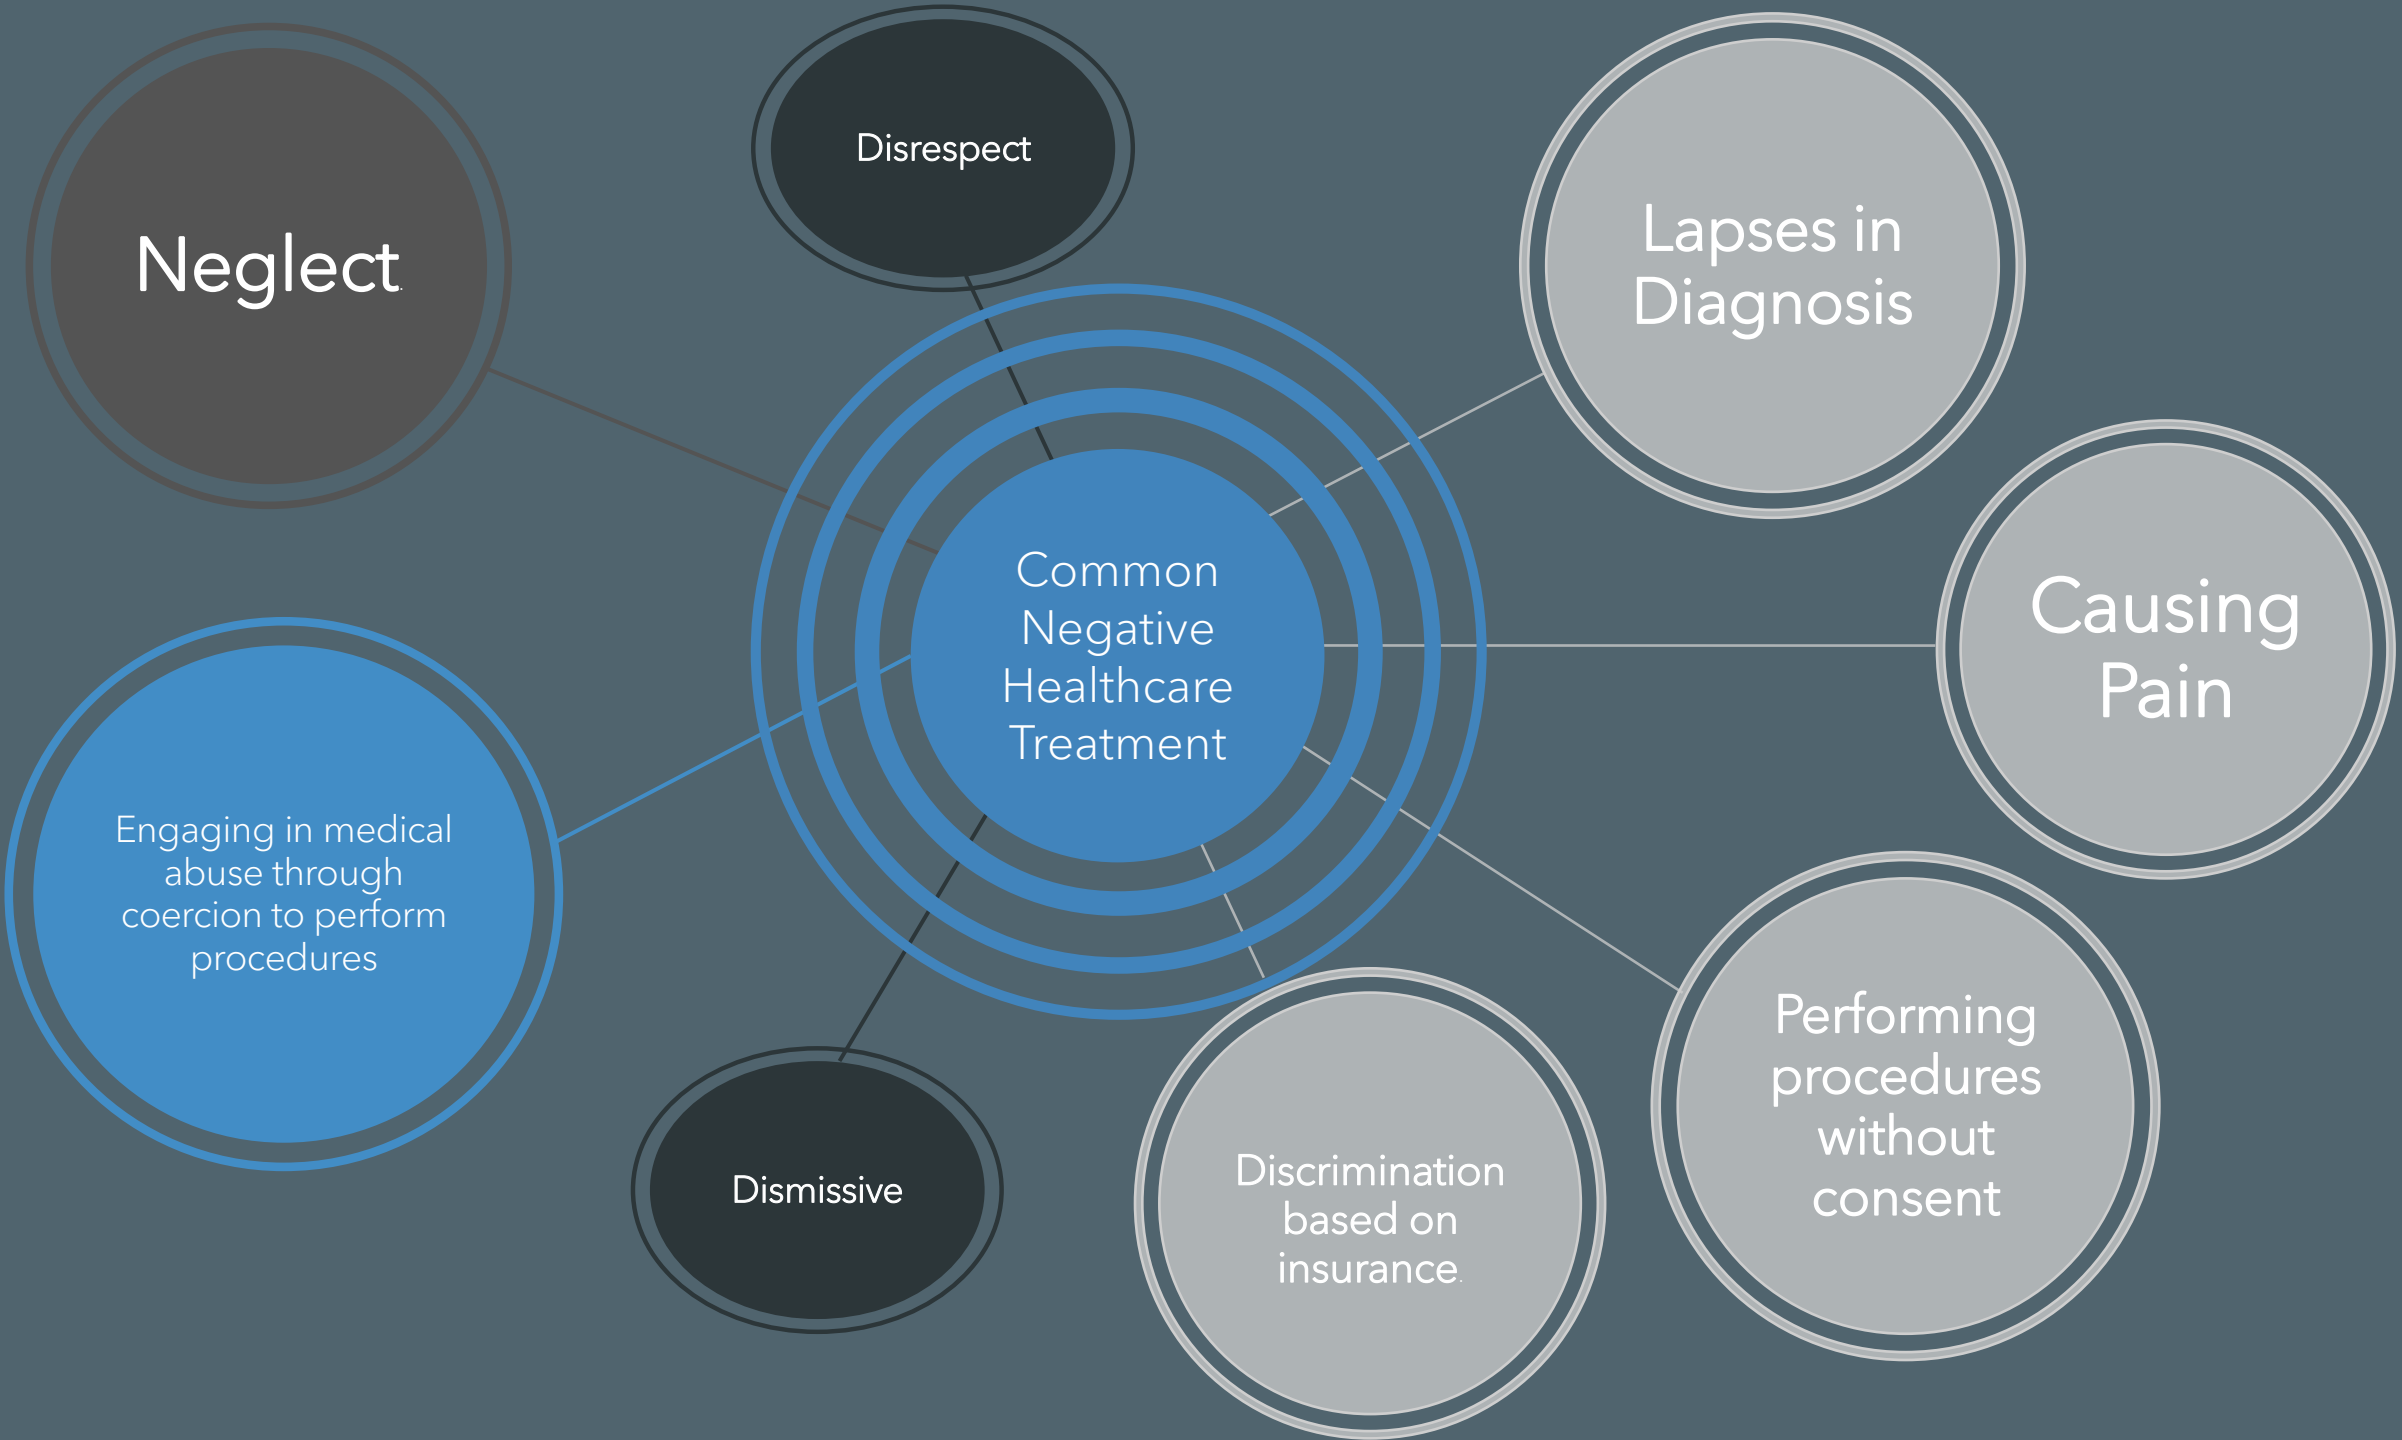 Disrespect
Neglect.
Lapses in
Diagnosis
Common
Negative
Healthcare
Treatment
Causing
Pain
Engaging in medical
abuse through
coercion to perform
procedures
Performing
procedures
without
consent
Dismissive
Discrimination
based on
insurance.